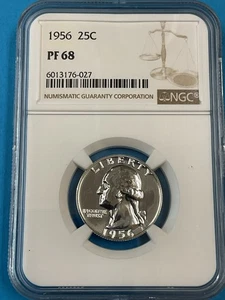 1956 25C
PF 68
6013176-027
NUMISMATIC GUARANTY CORPORATION
NGC
LIBERTY
IN GOD WE TRUST
1956